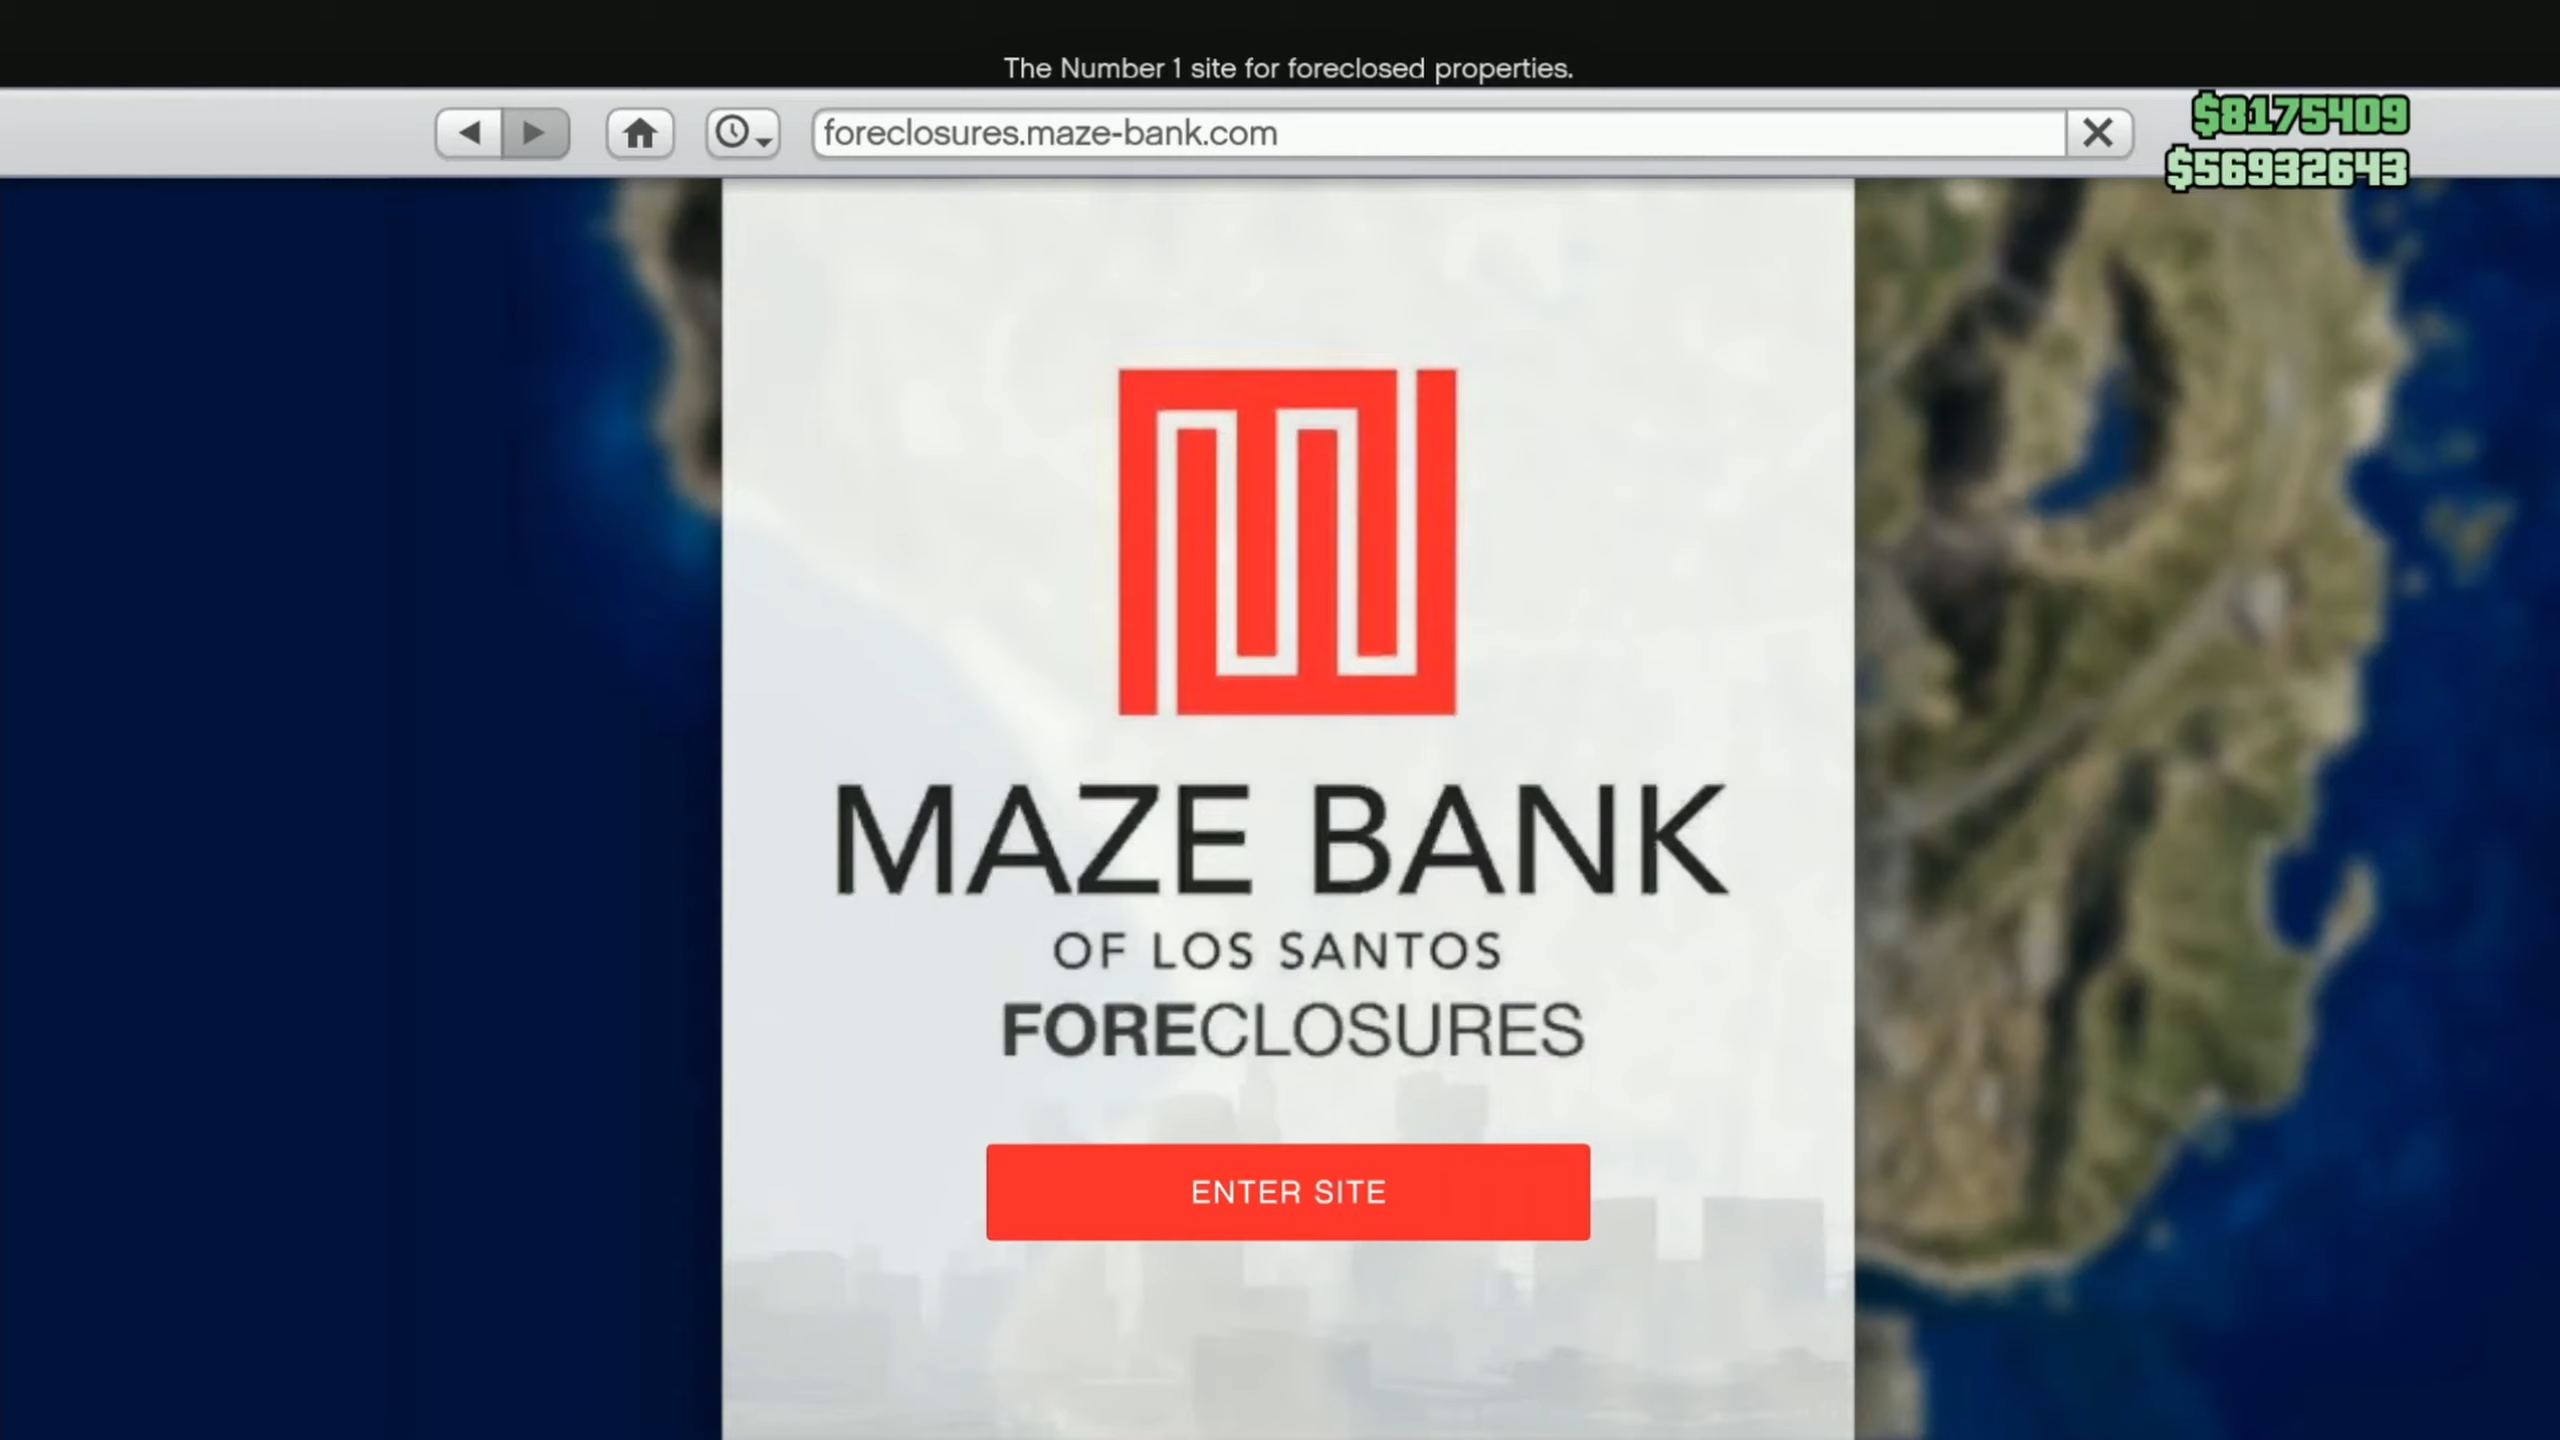 The Number 1 site for foreclosed properties.
foreclosures.maze-bank.com
$8175409
$56932643
MAZE BANK
OF LOS SANTOS
FORECLOSURES
ENTER SITE